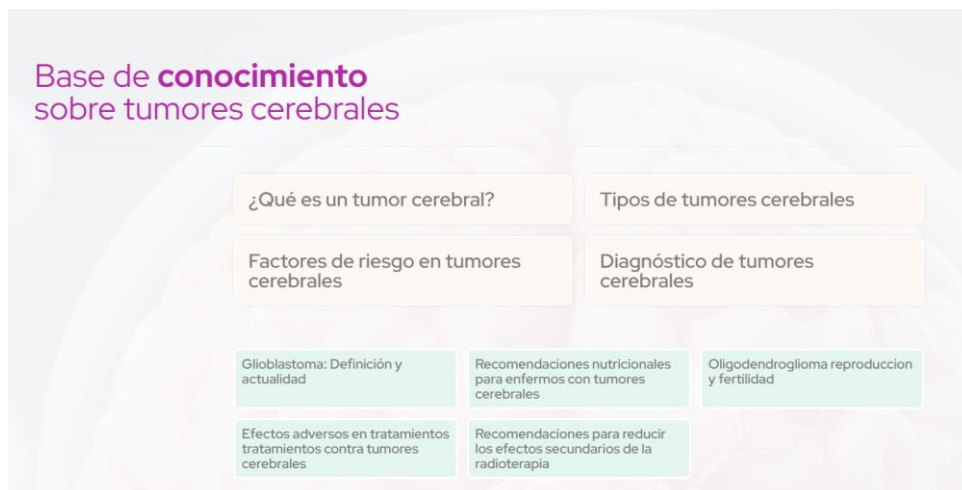 Base de conocimiento
sobre tumores cerebrales
¿Qué es un tumor cerebral?
Tipos de tumores cerebrales
Factores de riesgo en tumores
cerebrales
Diagnóstico de tumores
cerebrales
Glioblastoma: Definición y
actualidad
Recomendaciones nutricionales
para enfermos con tumores
cerebrales
Oligodendroglioma reproduccion
y fertilidad
Efectos adversos en tratamientos
tratamientos contra tumores
cerebrales
Recomendaciones para reducir
los efectos secundarios de la
radioterapia